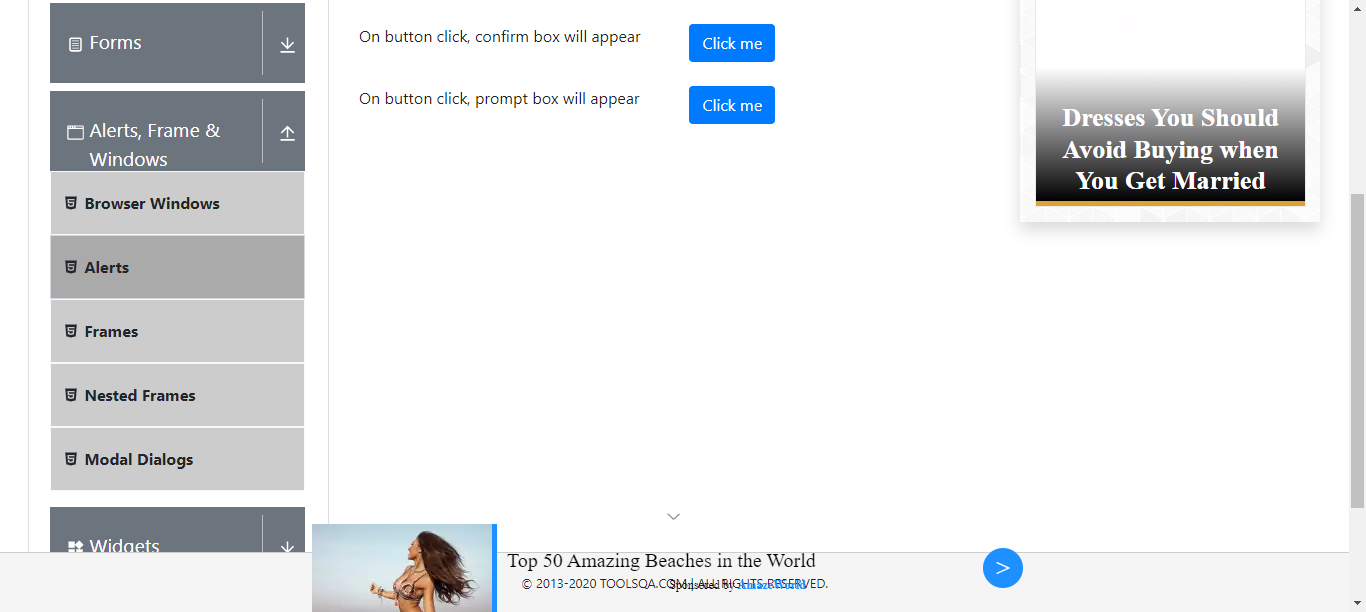 Forms
Alerts, Frame &
Windows
Browser Windows
Alerts
Frames
Nested Frames
Modal Dialogs
Widgets
On button click, confirm box will appear
Click me
On button click, prompt box will appear
Click me
Dresses You Should
Avoid Buying when
You Get Married
Top 50 Amazing Beaches in the World
© 2013-2020 TOOLSQA.COM | ALL RIGHTS RESERVED.
Sponsored by
>